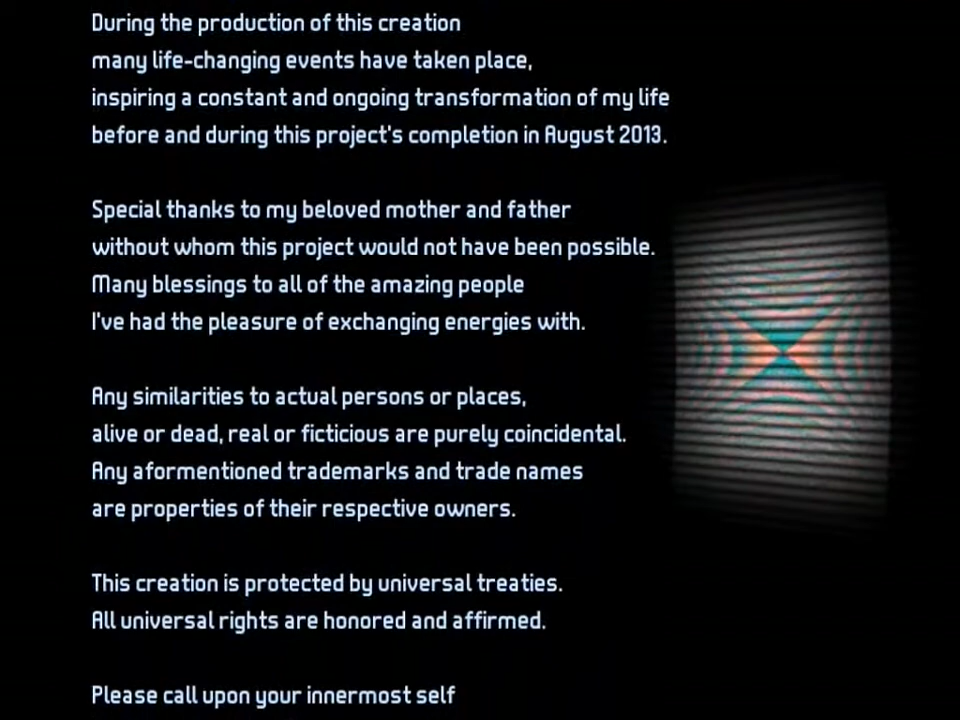 During the production of this creation
many life-changing events have taken place,
inspiring a constant and ongoing transformation of my life
before and during this project's completion in August 2013.
Special thanks to my beloved mother and father
without whom this project would not have been possible.
Many blessings to all of the amazing people
I've had the pleasure of exchanging energies with.
Any similarities to actual persons or places,
alive or dead, real or ficticious are purely coincidental.
Any aformentioned trademarks and trade names
are properties of their respective owners.
This creation is protected by universal treaties.
All universal rights are honored and affirmed.
Please call upon your innermost self